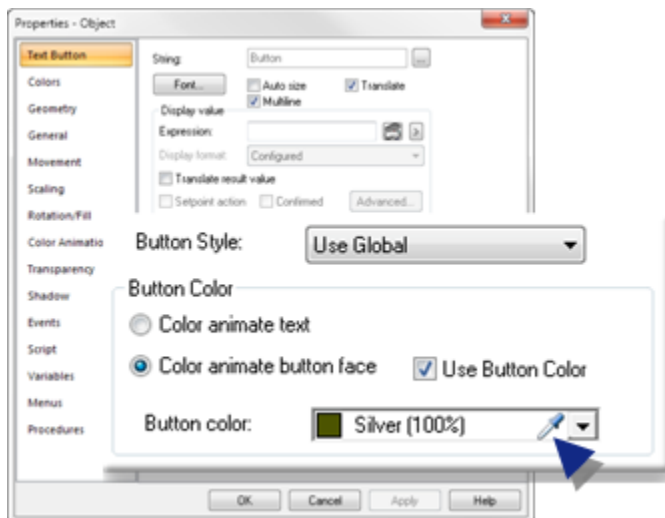 Properties - Object
Text Button
Colors
Geometry
General
Movement
Scaling
Rotation/Fill
Color Animatio
Transparency
Shadow
Events
Script
Variables
Menus
Procedures
String: Button ...
Font... Auto size Translate
Multiline
Display value
Expression: >
Display format: Configured
Translate result value
Setpoint action Confirmed Advanced...
Button Style: Use Global
Button Color
Color animate text
Color animate button face Use Button Color
Button color: Silver (100%)
OK Cancel Apply Help